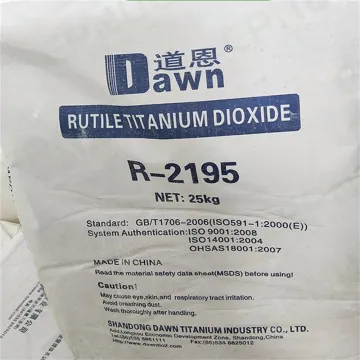 道恩®
Dawn
RUTILE TITANIUM DIOXIDE
R-2195
NET: 25kg
Standard: GB/T1706-2006(ISO591-1:2000(E))
System Authentication: ISO 9001:2008
ISO14001:2004
OHSAS18001:2007
MADE IN CHINA
Read the material safety data sheet(MSDS) before using.
Caution!
May cause eye, skin, and respiratory tract irritation.
Avoid breathing dust.
Wash thoroughly after handling.
SHANDONG DAWN TITANIUM INDUSTRY CO., LTD.